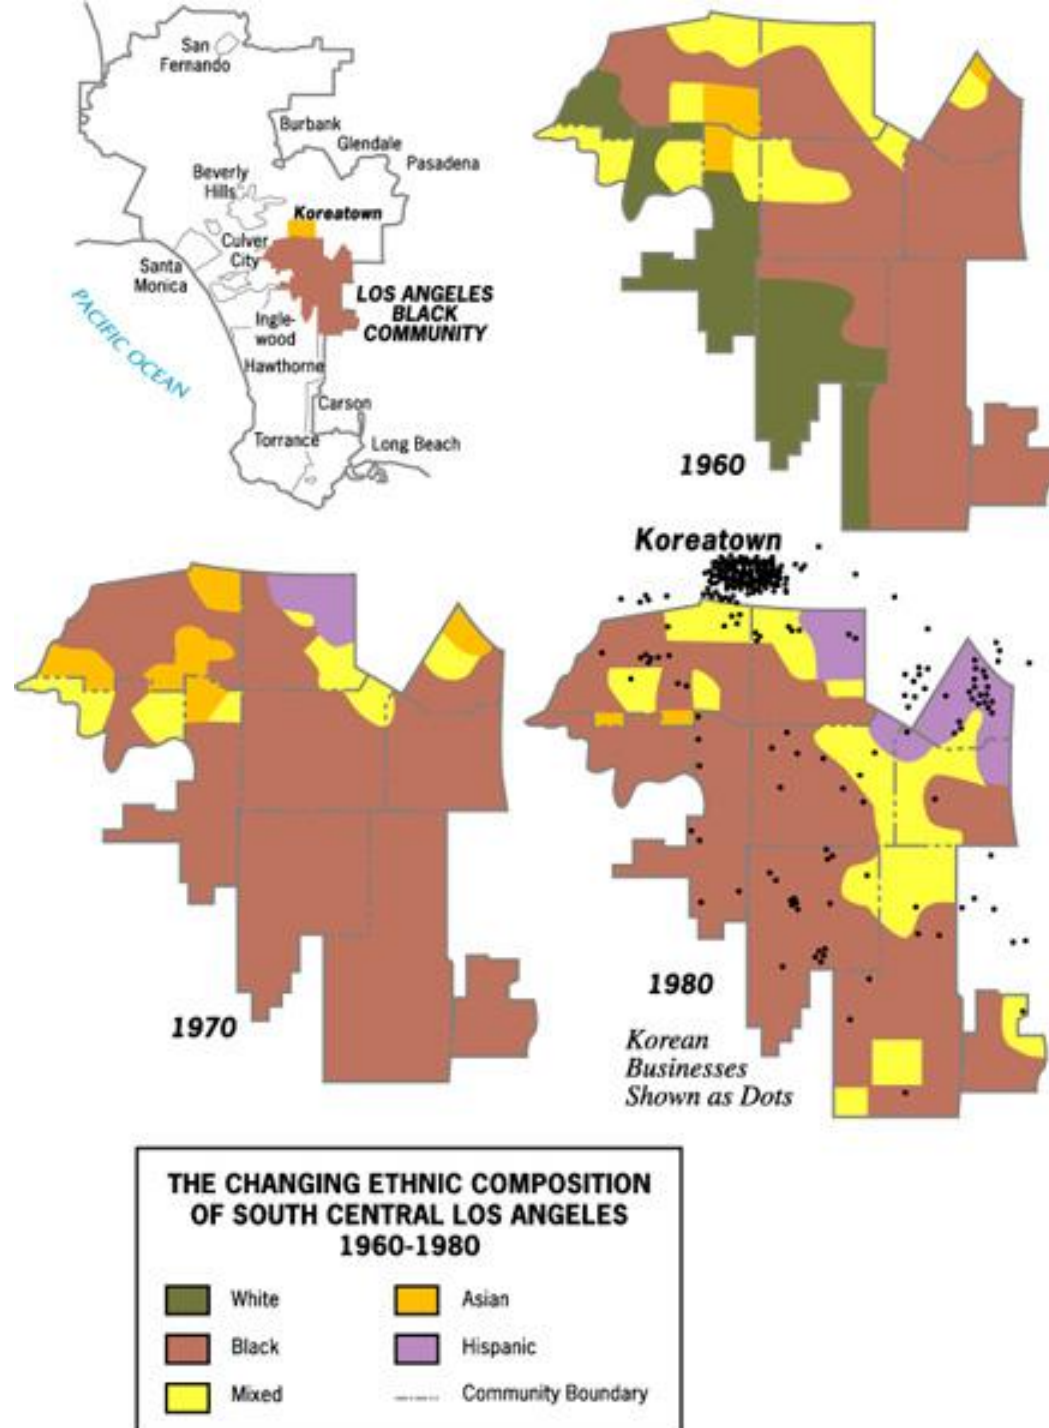 San
Fernando
Burbank
Glendale
Pasadena
Beverly
Hills
Koreatown
Culver
City
Santa
Monica
LOS ANGELES
BLACK
COMMUNITY
PACIFIC OCEAN
Ingle-
wood
Hawthorne
Carson
Torrance
Long Beach
1960
Koreatown
1970
1980
Korean
Businesses
Shown as Dots
THE CHANGING ETHNIC COMPOSITION
OF SOUTH CENTRAL LOS ANGELES
1960-1980
White
Asian
Black
Hispanic
Mixed
Community Boundary